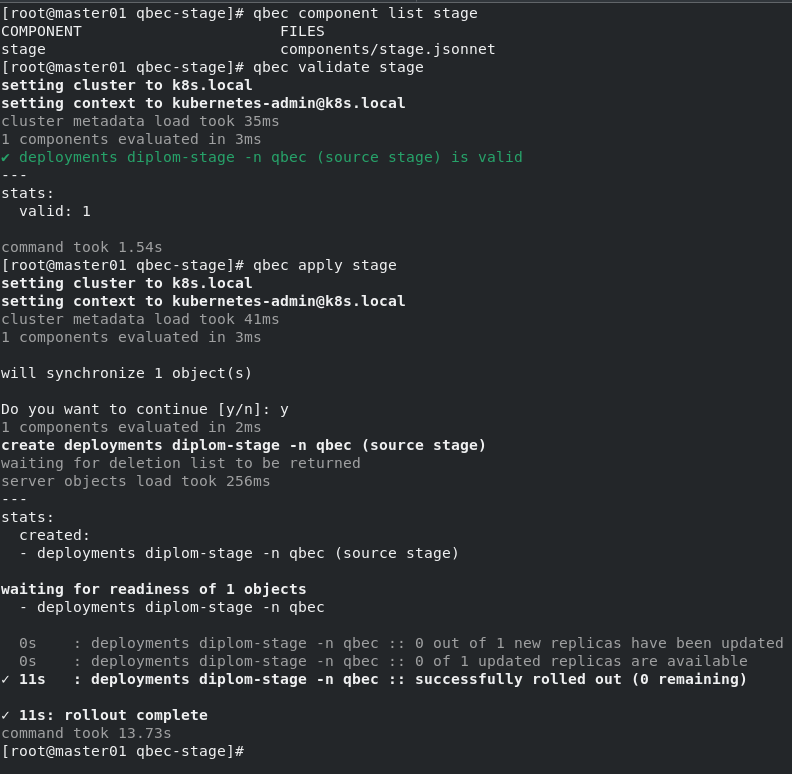 [root@master01 qbec-stage]# qbec component list stage
COMPONENT                      FILES
stage                          components/stage.jsonnet
[root@master01 qbec-stage]# qbec validate stage
setting cluster to k8s.local
setting context to kubernetes-admin@k8s.local
cluster metadata load took 35ms
1 components evaluated in 3ms
✔ deployments diplom-stage -n qbec (source stage) is valid
---
stats:
  valid: 1

command took 1.54s
[root@master01 qbec-stage]# qbec apply stage
setting cluster to k8s.local
setting context to kubernetes-admin@k8s.local
cluster metadata load took 41ms
1 components evaluated in 3ms

will synchronize 1 object(s)

Do you want to continue [y/n]: y
1 components evaluated in 2ms
create deployments diplom-stage -n qbec (source stage)
waiting for deletion list to be returned
server objects load took 256ms
---
stats:
  created:
  - deployments diplom-stage -n qbec (source stage)

waiting for readiness of 1 objects
  - deployments diplom-stage -n qbec

  0s    : deployments diplom-stage -n qbec :: 0 out of 1 new replicas have been updated
  0s    : deployments diplom-stage -n qbec :: 0 of 1 updated replicas are available
✓ 11s   : deployments diplom-stage -n qbec :: successfully rolled out (0 remaining)

✓ 11s: rollout complete
command took 13.73s
[root@master01 qbec-stage]#